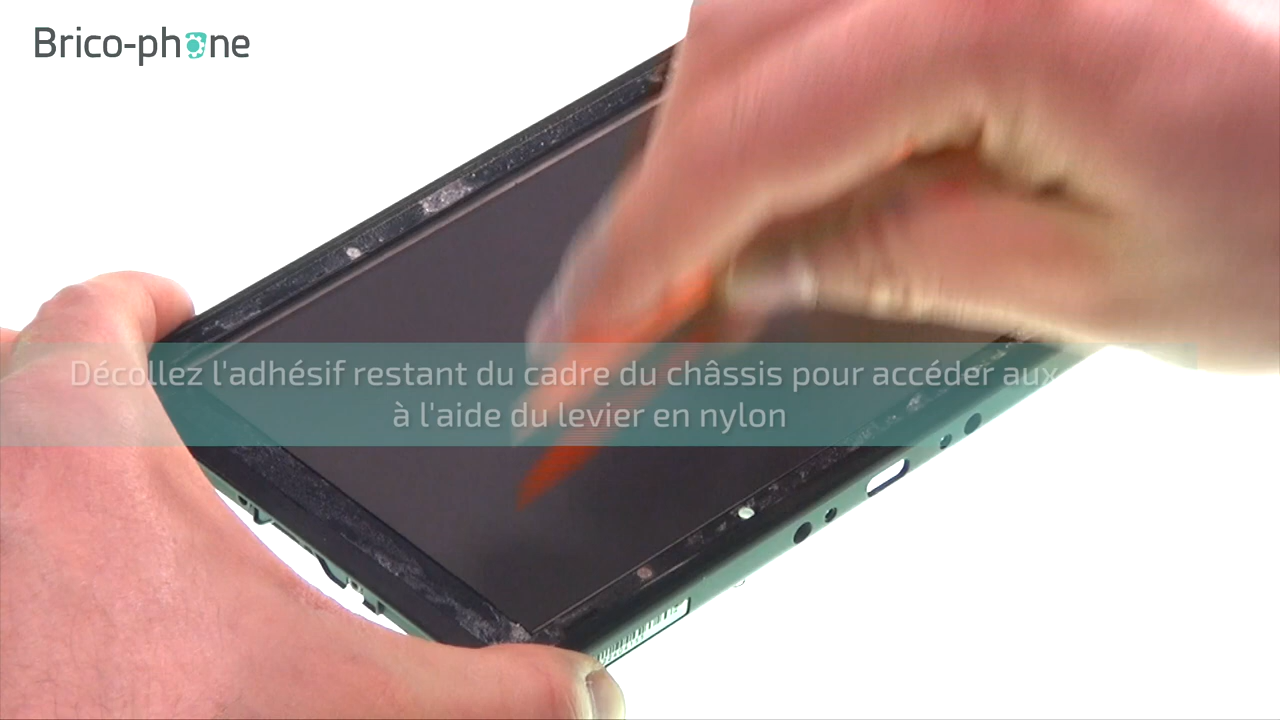 Brico-phone
Décollez l'adhésif restant du cadre du châssis pour accéder aux
à l'aide du levier en nylon